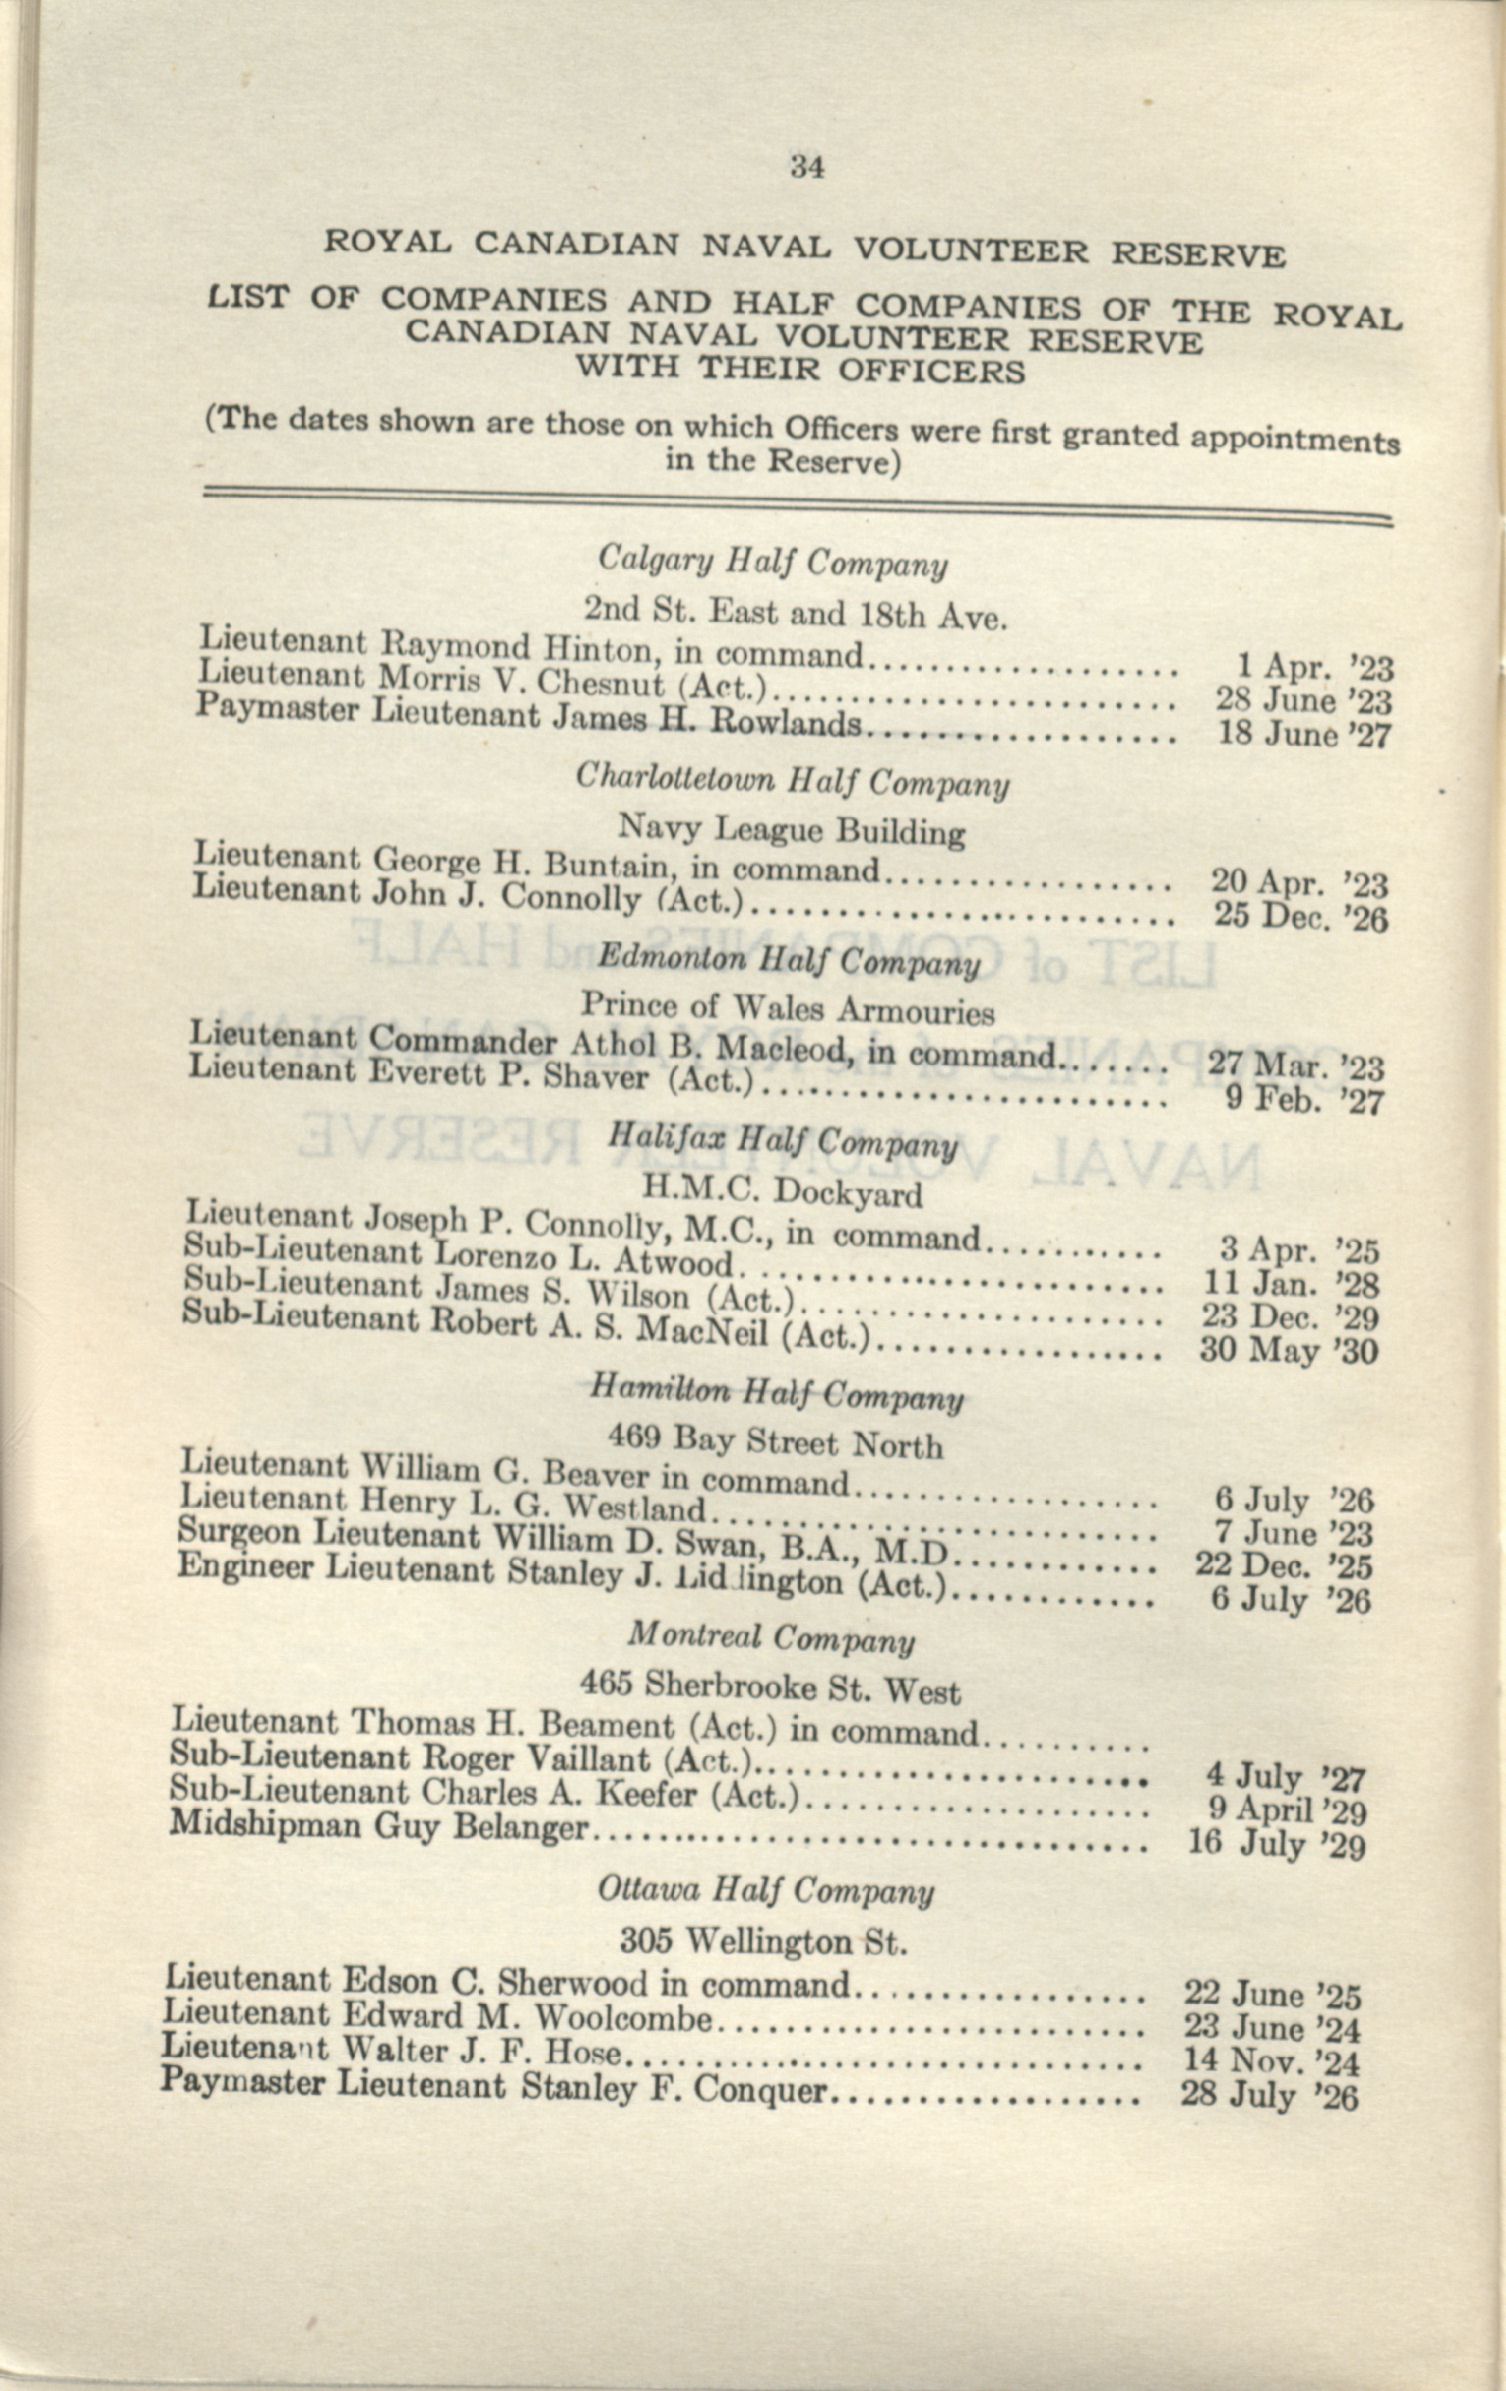 34
ROYAL CANADIAN NAVAL VOLUNTEER RESERVE
LIST OF COMPANIES AND HALF COMPANIES OF THE ROYAL
CANADIAN NAVAL VOLUNTEER RESERVE
WITH THEIR OFFICERS
(The dates shown are those on which Officers were first granted appointments
in the Reserve)
Calgary Half Company
2nd St. East and 18th Ave.
Lieutenant Raymond Hinton, in command.................. 1 Apr. '23
Lieutenant Morris V. Chesnut (Act.)....................... 28 June '23
Paymaster Lieutenant James H. Rowlands.................. 18 June '27
Charlottetown Half Company
Navy League Building
Lieutenant George H. Buntain, in command................. 20 Apr. '23
Lieutenant John J. Connolly (Act.)......................... 25 Dec. '26
Edmonton Half Company
Prince of Wales Armouries
Lieutenant Commander Athol B. Macleod, in command....... 27 Mar. '23
Lieutenant Everett P. Shaver (Act.)........................ 9 Feb. '27
Halifax Half Company
H.M.C. Dockyard
Lieutenant Joseph P. Connolly, M.C., in command........... 3 Apr. '25
Sub-Lieutenant Lorenzo L. Atwood......................... 11 Jan. '28
Sub-Lieutenant James S. Wilson (Act.)..................... 23 Dec. '29
Sub-Lieutenant Robert A. S. MacNeil (Act.)................. 30 May '30
Hamilton Half Company
469 Bay Street North
Lieutenant William G. Beaver in command.................. 6 July '26
Lieutenant Henry L. G. Westland.......................... 7 June '23
Surgeon Lieutenant William D. Swan, B.A., M.D............ 22 Dec. '25
Engineer Lieutenant Stanley J. Liddington (Act.)............ 6 July '26
Montreal Company
465 Sherbrooke St. West
Lieutenant Thomas H. Beament (Act.) in command..........
Sub-Lieutenant Roger Vaillant (Act.)....................... 4 July '27
Sub-Lieutenant Charles A. Keefer (Act.).................... 9 April '29
Midshipman Guy Belanger................................ 16 July '29
Ottawa Half Company
305 Wellington St.
Lieutenant Edson C. Sherwood in command................. 22 June '25
Lieutenant Edward M. Woolcombe......................... 23 June '24
Lieutenant Walter J. F. Hose.............................. 14 Nov. '24
Paymaster Lieutenant Stanley F. Conquer.................. 28 July '26